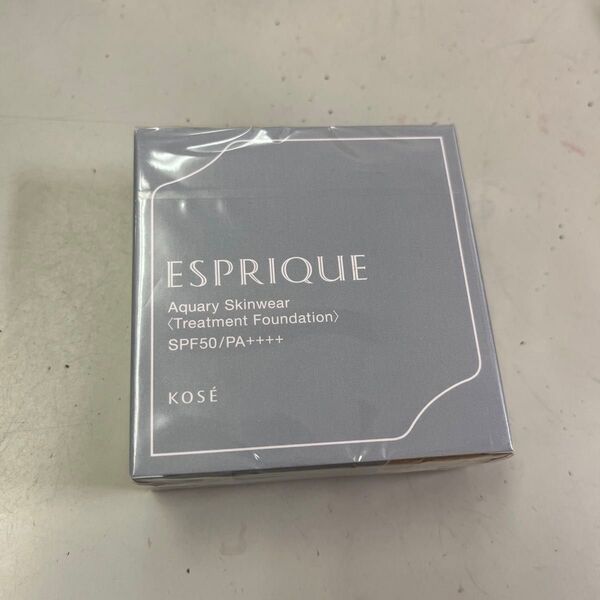 ESPRIQUE
Aquary Skinwear
〈Treatment Foundation〉
SPF50/PA++++
KOSÉ